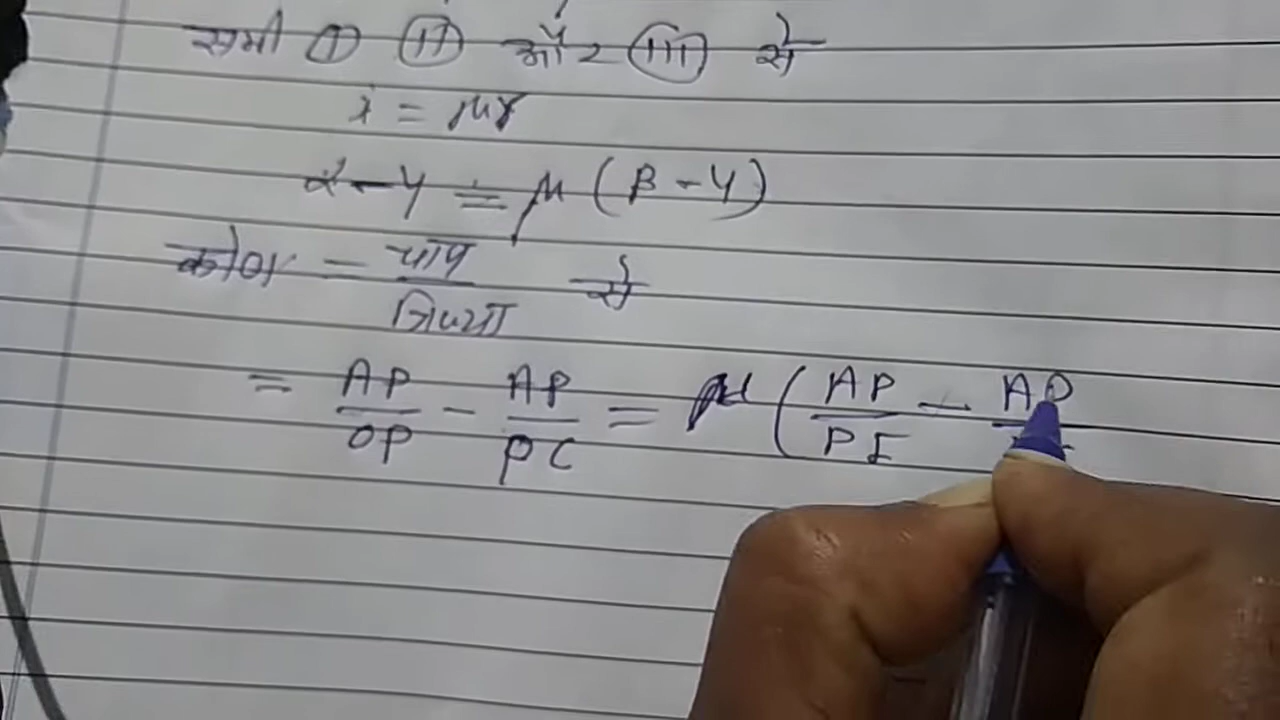 समी I II और III से
i = μr
α - γ = μ (β - γ)
कोण = चाप/त्रिज्या से
= AP/OP - AP/PC = μ (AP/PI - AP